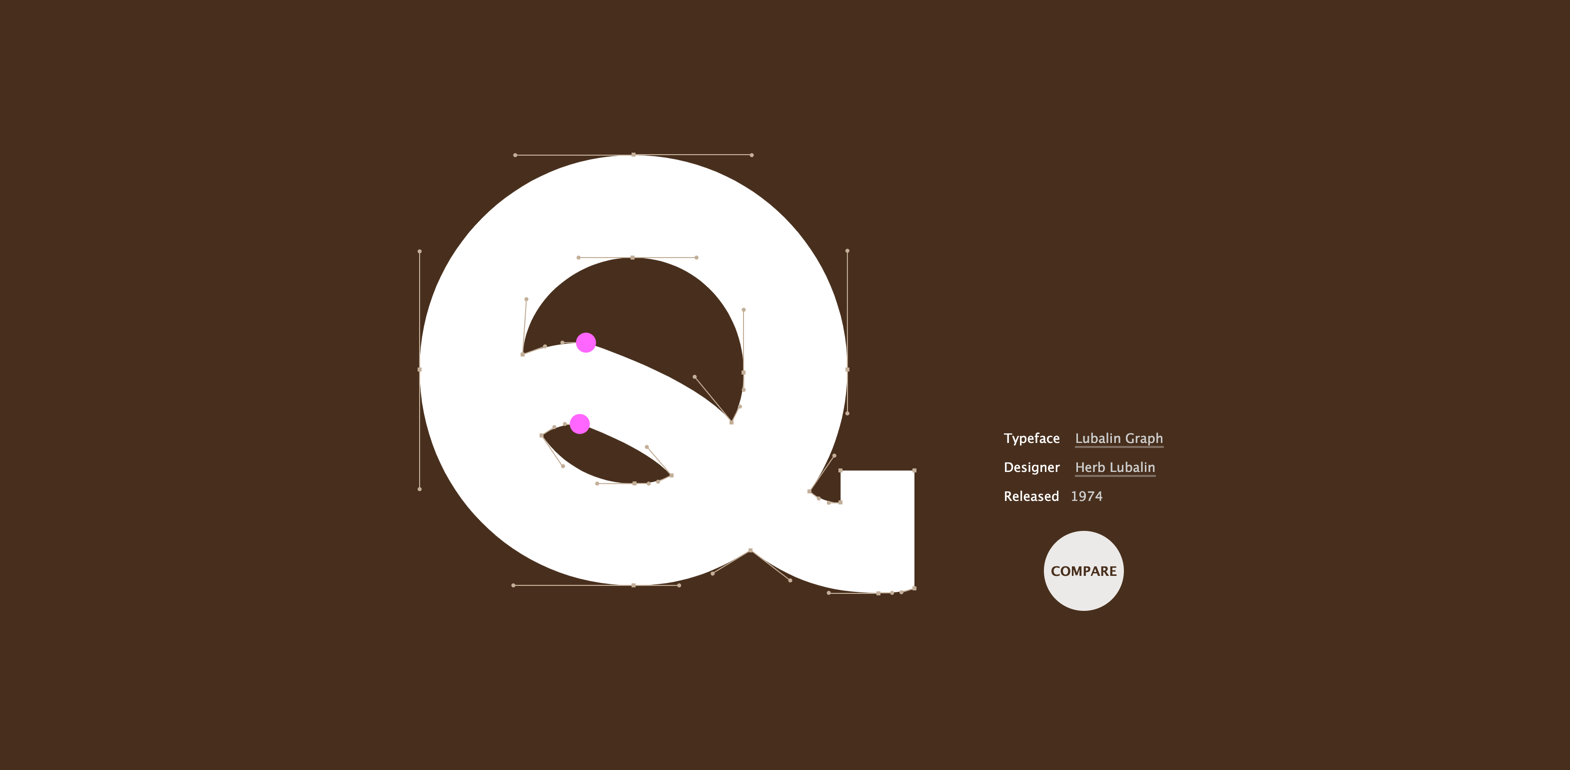 Q
Typeface Lubalin Graph
Designer Herb Lubalin
Released 1974
COMPARE